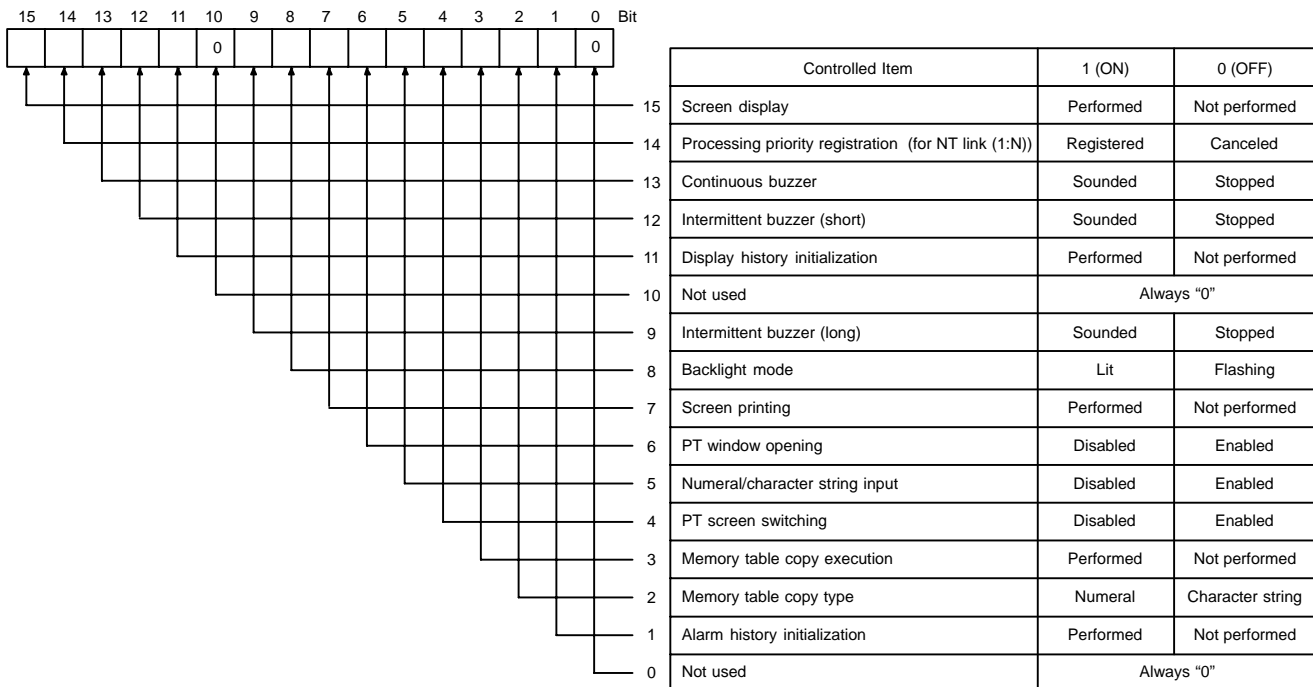 15 14 13 12 11 10 9 8 7 6 5 4 3 2 1 0 Bit
0 0
Controlled Item 1 (ON) 0 (OFF)
15 Screen display Performed Not performed
14 Processing priority registration (for NT link (1:N)) Registered Canceled
13 Continuous buzzer Sounded Stopped
12 Intermittent buzzer (short) Sounded Stopped
11 Display history initialization Performed Not performed
10 Not used Always “0”
9 Intermittent buzzer (long) Sounded Stopped
8 Backlight mode Lit Flashing
7 Screen printing Performed Not performed
6 PT window opening Disabled Enabled
5 Numeral/character string input Disabled Enabled
4 PT screen switching Disabled Enabled
3 Memory table copy execution Performed Not performed
2 Memory table copy type Numeral Character string
1 Alarm history initialization Performed Not performed
0 Not used Always “0”